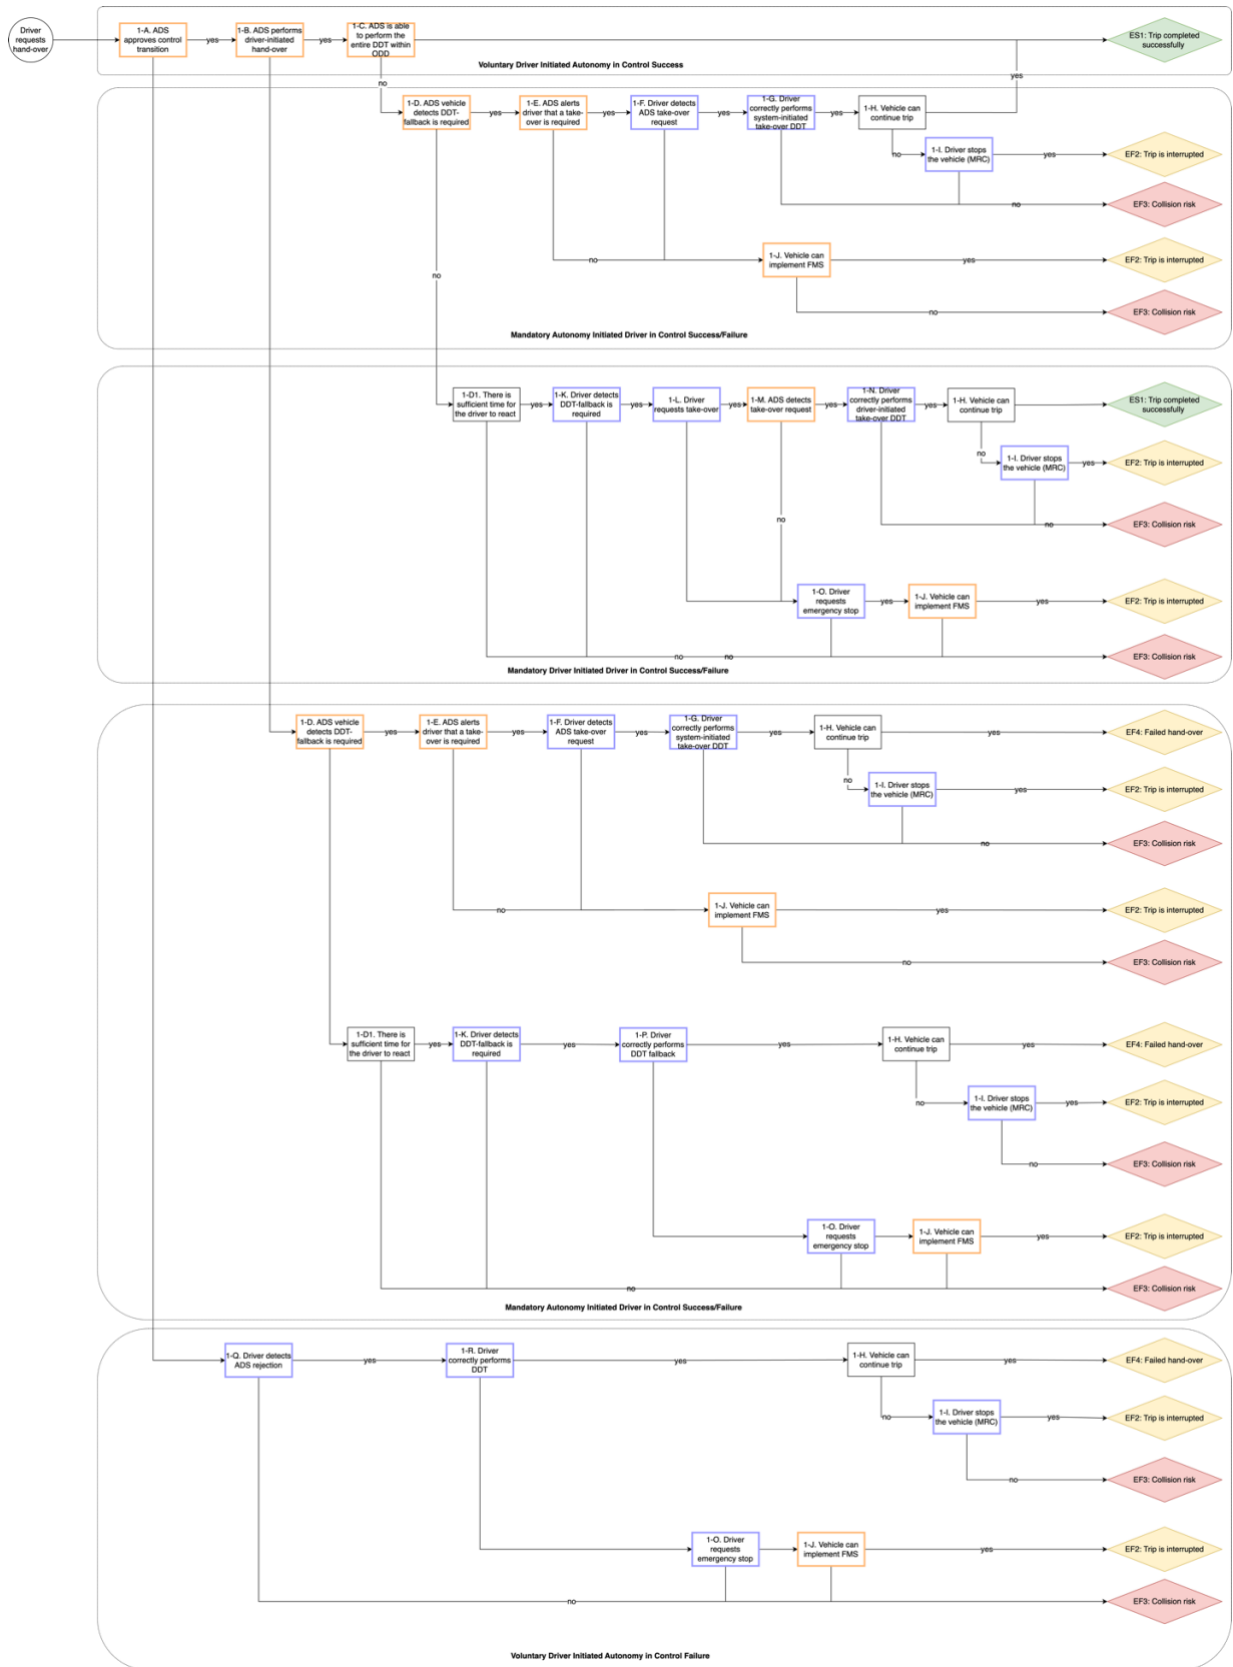 Driver
requests
hand-over
1-A. ADS
approves control
transition
yes
1-B. ADS performs
driver-initiated
hand-over
yes
1-C. ADS is able
to perform the
entire DDT within
ODD
ES1: Trip completed
successfully
Voluntary Driver Initiated Autonomy in Control Success
no
yes
1-D. ADS vehicle
detects DDT-
fallback is required
yes
1-E. ADS alerts
driver that a take-
over is required
yes
1-F. Driver detects
ADS take-over
request
yes
1-G. Driver
correctly performs
system-initiated
take-over DDT
yes
1-H. Vehicle can
continue trip
no
1-I. Driver stops
the vehicle (MRC)
yes
EF2: Trip is interrupted
no
EF3: Collision risk
no
1-J. Vehicle can
implement FMS
yes
EF2: Trip is interrupted
no
no
EF3: Collision risk
Mandatory Autonomy Initiated Driver in Control Success/Failure
1-D1. There is
sufficient time for
the driver to react
yes
1-K. Driver detects
DDT-fallback is
required
yes
1-L. Driver
requests take-over
yes
1-M. ADS detects
take-over request
yes
1-N. Driver
correctly performs
driver-initiated
take-over DDT
yes
1-H. Vehicle can
continue trip
ES1: Trip completed
successfully
no
1-I. Driver stops
the vehicle (MRC)
yes
EF2: Trip is interrupted
no
no
EF3: Collision risk
1-O. Driver
requests
emergency stop
yes
1-J. Vehicle can
implement FMS
yes
EF2: Trip is interrupted
no
no
EF3: Collision risk
Mandatory Driver Initiated Driver in Control Success/Failure
1-D. ADS vehicle
detects DDT-
fallback is required
yes
1-E. ADS alerts
driver that a take-
over is required
yes
1-F. Driver detects
ADS take-over
request
yes
1-G. Driver
correctly performs
system-initiated
take-over DDT
yes
1-H. Vehicle can
continue trip
yes
EF4: Failed hand-over
no
1-I. Driver stops
the vehicle (MRC)
yes
EF2: Trip is interrupted
no
EF3: Collision risk
no
1-J. Vehicle can
implement FMS
yes
EF2: Trip is interrupted
no
EF3: Collision risk
1-D1. There is
sufficient time for
the driver to react
yes
1-K. Driver detects
DDT-fallback is
required
yes
1-P. Driver
correctly performs
DDT fallback
yes
1-H. Vehicle can
continue trip
yes
EF4: Failed hand-over
no
1-I. Driver stops
the vehicle (MRC)
yes
EF2: Trip is interrupted
no
EF3: Collision risk
1-O. Driver
requests
emergency stop
1-J. Vehicle can
implement FMS
yes
EF2: Trip is interrupted
no
EF3: Collision risk
Mandatory Autonomy Initiated Driver in Control Success/Failure
1-Q. Driver detects
ADS rejection
yes
1-R. Driver
correctly performs
DDT
yes
1-H. Vehicle can
continue trip
yes
EF4: Failed hand-over
no
1-I. Driver stops
the vehicle (MRC)
yes
EF2: Trip is interrupted
no
EF3: Collision risk
1-O. Driver
requests
emergency stop
1-J. Vehicle can
implement FMS
yes
EF2: Trip is interrupted
no
EF3: Collision risk
Voluntary Driver Initiated Autonomy in Control Failure